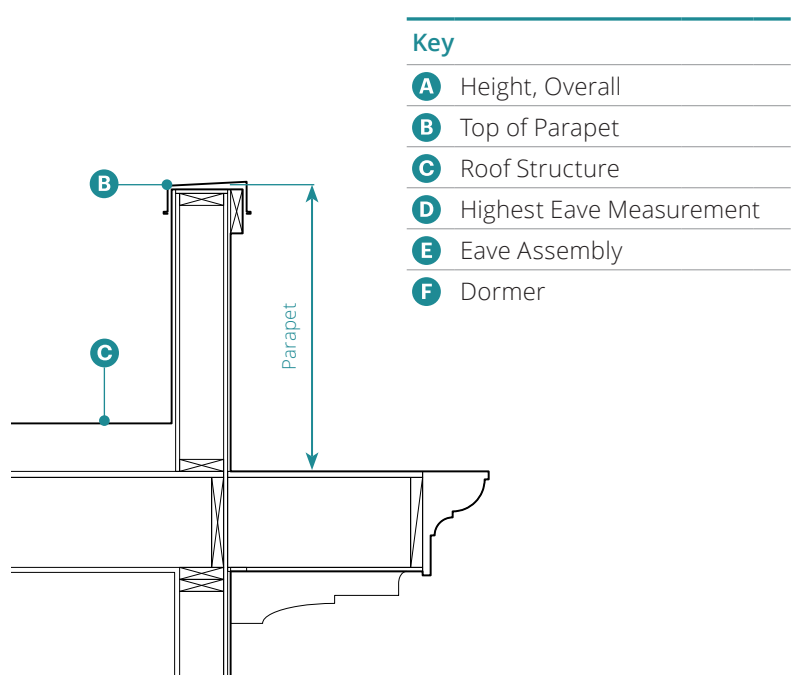 Key
A Height, Overall
B Top of Parapet
C Roof Structure
D Highest Eave Measurement
E Eave Assembly
F Dormer
B
Parapet
C